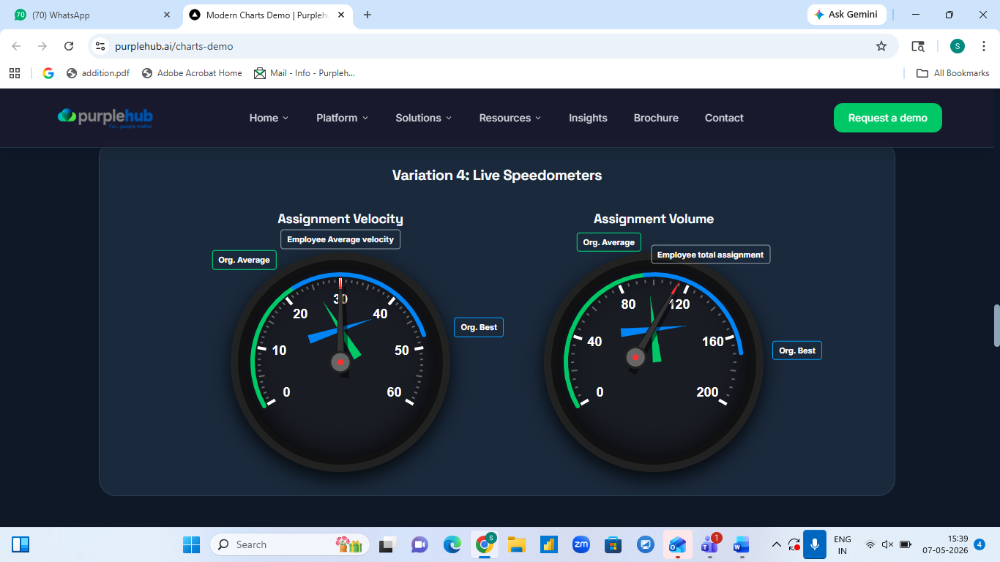 (70) WhatsApp
Modern Charts Demo | Purplehu
Ask Gemini
purplehub.ai/charts-demo
S
addition.pdf
Adobe Acrobat Home
Mail - Info - Purpleh...
All Bookmarks
purplehub
For.. people matter
Home
Platform
Solutions
Resources
Insights
Brochure
Contact
Request a demo
Variation 4: Live Speedometers
Assignment Velocity
Employee Average velocity
Org. Average
Org. Best
0
10
20
30
40
50
60
Assignment Volume
Org. Average
Employee total assignment
Org. Best
0
40
80
120
160
200
Search
zm
1
ENG
IN
15:39
07-05-2026
4